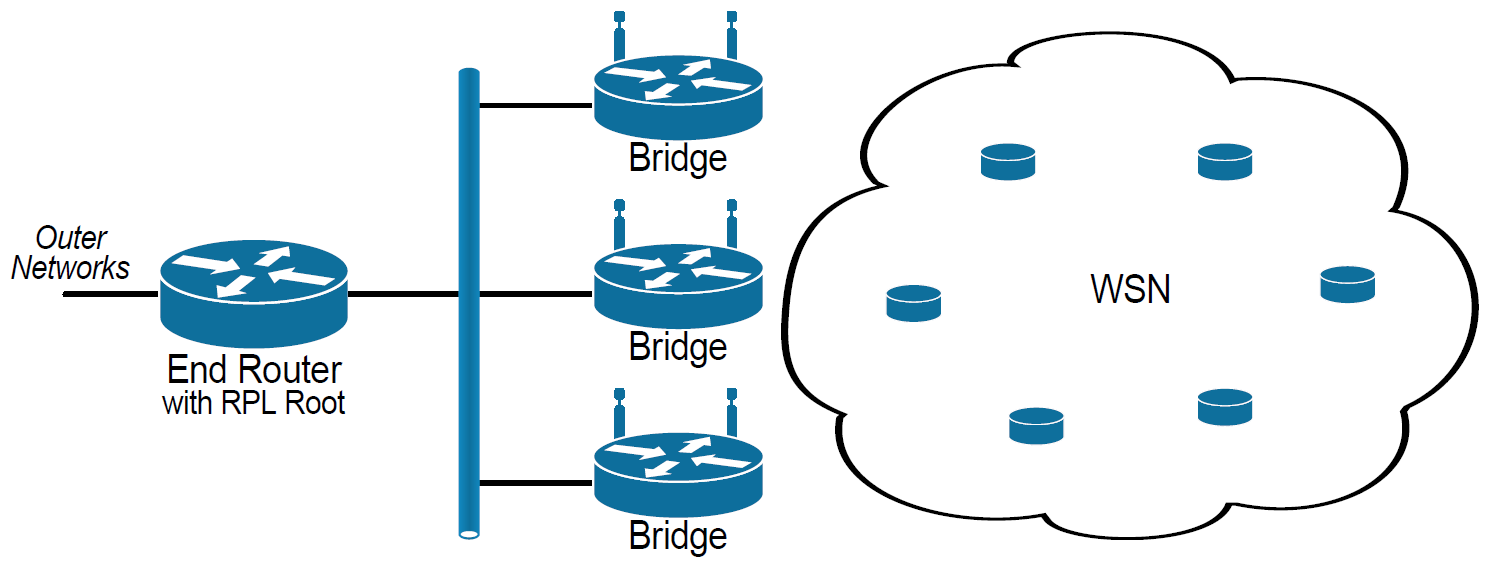 Bridge
Outer
Networks
WSN
Bridge
End Router
with RPL Root
Bridge